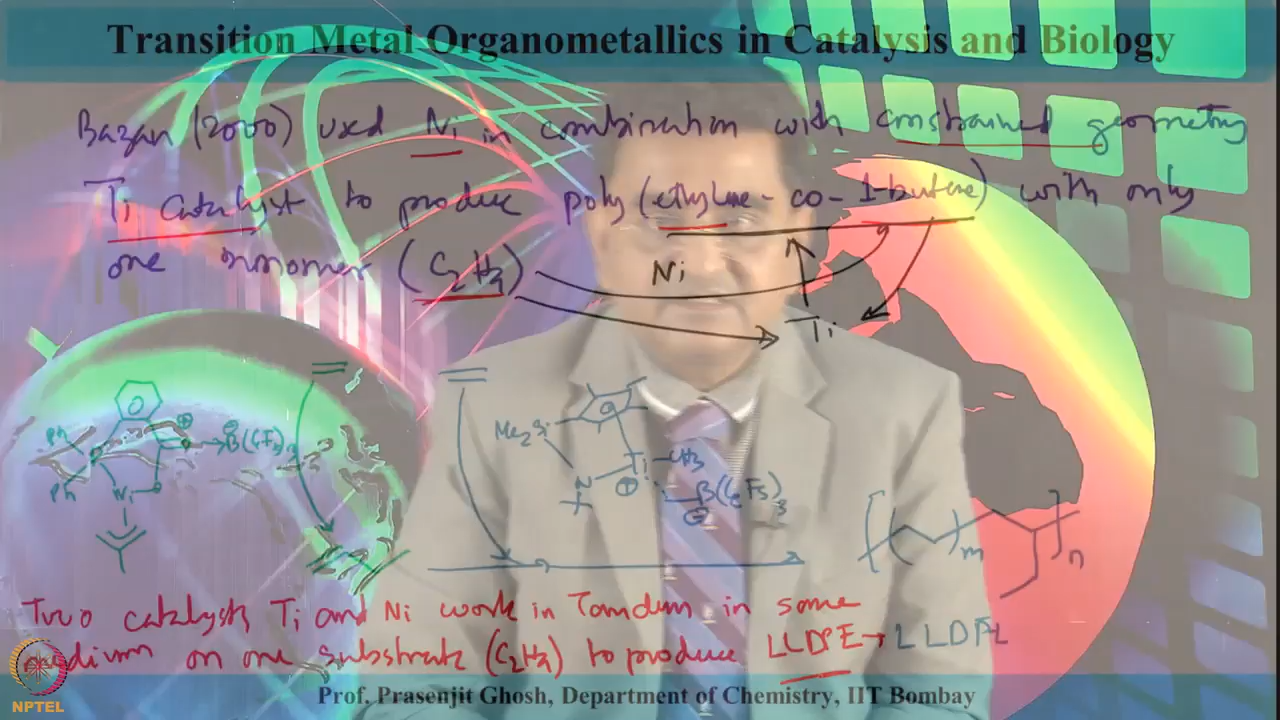 Transition Metal Organometallics in Catalysis and Biology
Bazan (2000) used Ni in combination with constrained geometry
Ti catalyst to produce poly (ethylene - co - 1-butene) with only
one monomer (C2H4)
Ni
Ti
Me2Si
Ti
CH3
N
B(C6F5)3
Ph
Ph
Ni
m
n
Two catalysts, Ti and Ni work in Tandem in same
medium on one substrate (C2H4) to produce LLDPE → LLDPE
NPTEL
Prof. Prasenjit Ghosh, Department of Chemistry, IIT Bombay